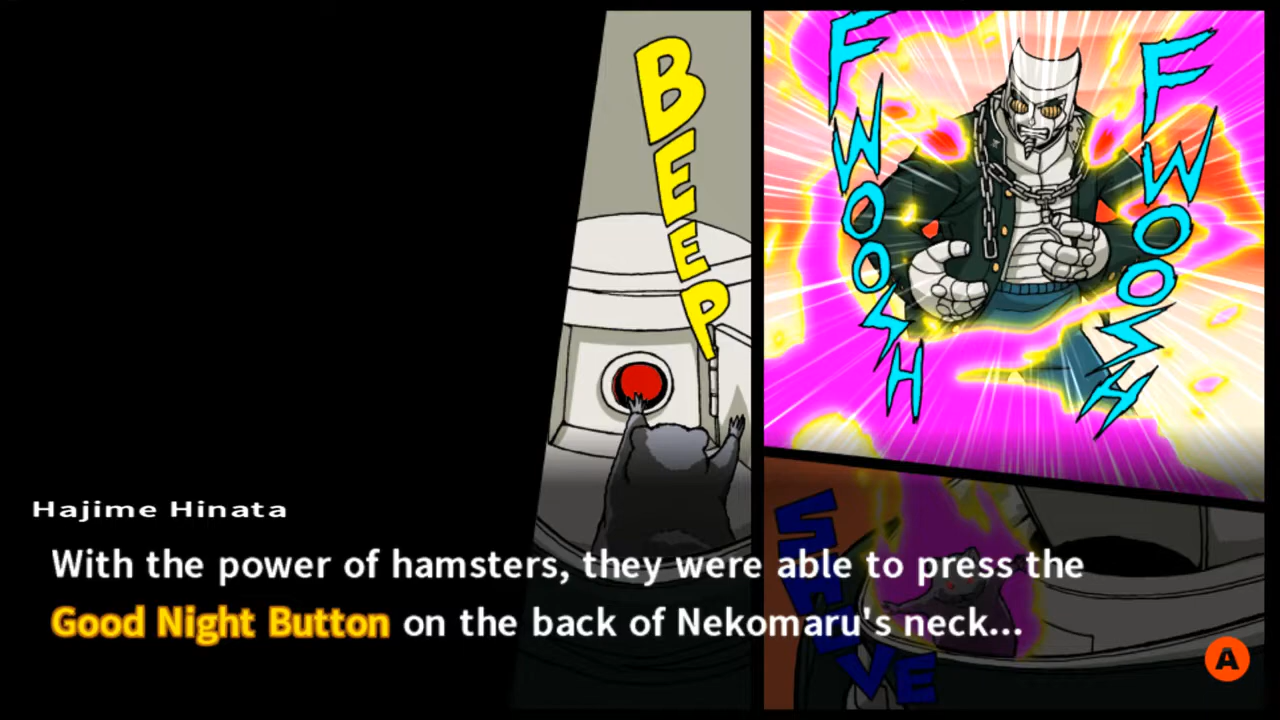 BEEP
FWOOSH
FWOOSH
Hajime Hinata
With the power of hamsters, they were able to press the
Good Night Button on the back of Nekomaru's neck...
A